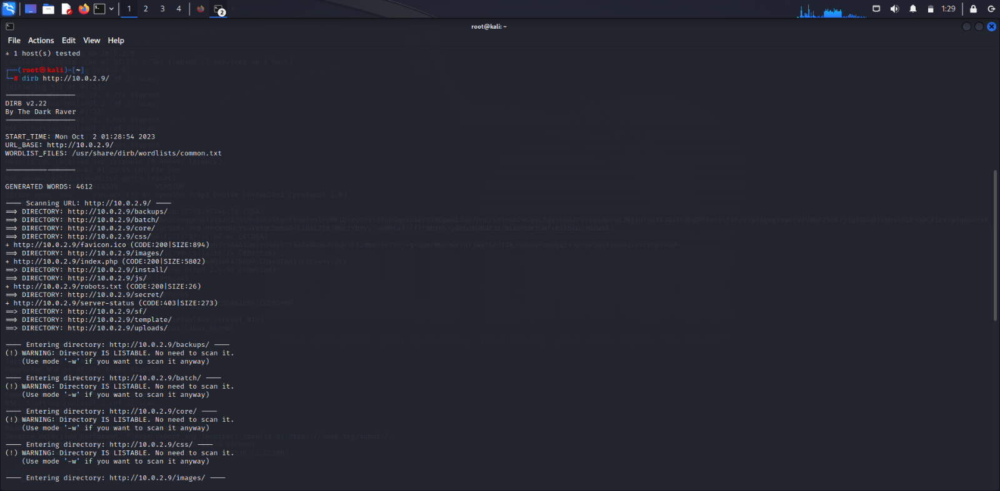 1 2 3 4 2 1:29
root@kali: ~
File Actions Edit View Help
+ 1 host(s) tested
(root㉿kali)-[~]
# dirb http://10.0.2.9/
DIRB v2.22
By The Dark Raver
START_TIME: Mon Oct  2 01:28:54 2023
URL_BASE: http://10.0.2.9/
WORDLIST_FILES: /usr/share/dirb/wordlists/common.txt
GENERATED WORDS: 4612
---- Scanning URL: http://10.0.2.9/ ----
==> DIRECTORY: http://10.0.2.9/backups/
==> DIRECTORY: http://10.0.2.9/batch/
==> DIRECTORY: http://10.0.2.9/core/
==> DIRECTORY: http://10.0.2.9/css/
+ http://10.0.2.9/favicon.ico (CODE:200|SIZE:894)
==> DIRECTORY: http://10.0.2.9/images/
+ http://10.0.2.9/index.php (CODE:200|SIZE:5802)
==> DIRECTORY: http://10.0.2.9/install/
==> DIRECTORY: http://10.0.2.9/js/
+ http://10.0.2.9/robots.txt (CODE:200|SIZE:26)
==> DIRECTORY: http://10.0.2.9/secret/
+ http://10.0.2.9/server-status (CODE:403|SIZE:273)
==> DIRECTORY: http://10.0.2.9/sf/
==> DIRECTORY: http://10.0.2.9/template/
==> DIRECTORY: http://10.0.2.9/uploads/
---- Entering directory: http://10.0.2.9/backups/ ----
(!) WARNING: Directory IS LISTABLE. No need to scan it.
(Use mode '-w' if you want to scan it anyway)
---- Entering directory: http://10.0.2.9/batch/ ----
(!) WARNING: Directory IS LISTABLE. No need to scan it.
(Use mode '-w' if you want to scan it anyway)
---- Entering directory: http://10.0.2.9/core/ ----
(!) WARNING: Directory IS LISTABLE. No need to scan it.
(Use mode '-w' if you want to scan it anyway)
---- Entering directory: http://10.0.2.9/css/ ----
(!) WARNING: Directory IS LISTABLE. No need to scan it.
(Use mode '-w' if you want to scan it anyway)
---- Entering directory: http://10.0.2.9/images/ ----